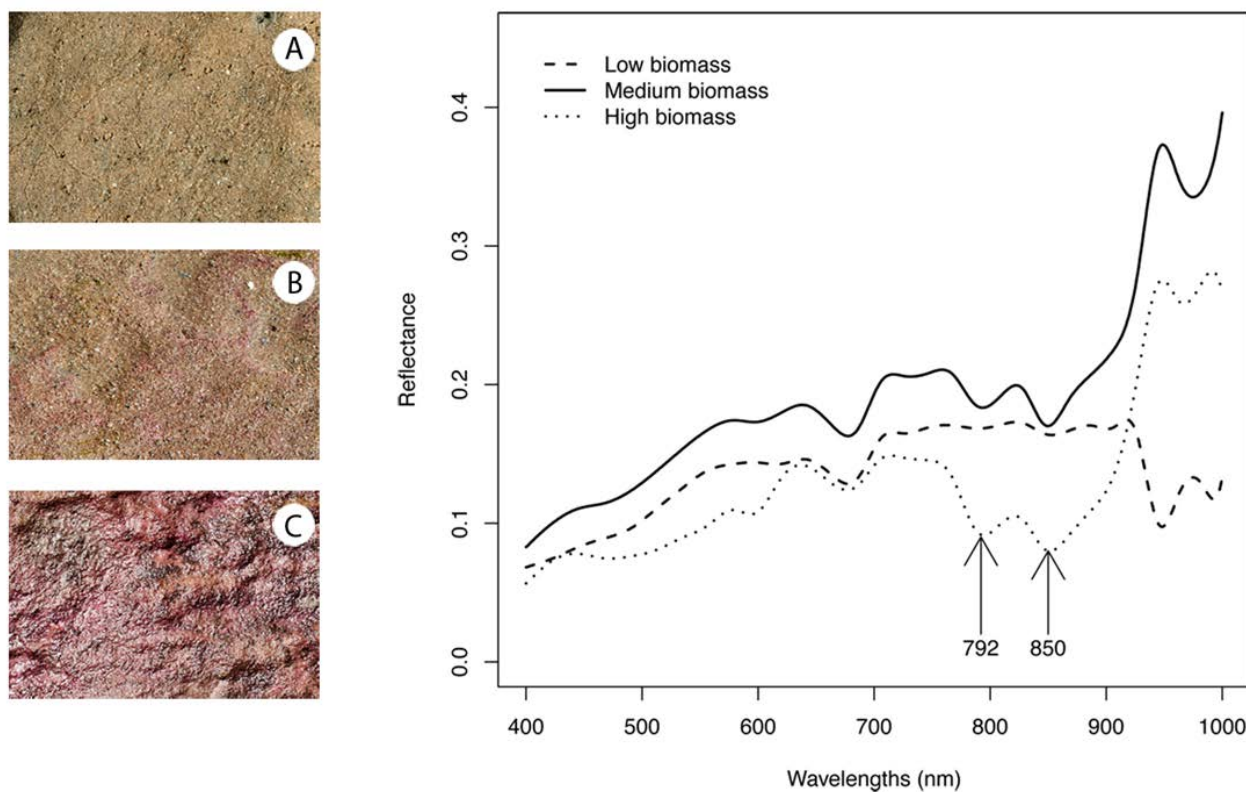 A
B
C
Low biomass
Medium biomass
High biomass
Reflectance
0.4
0.3
0.2
0.1
0.0
792 850
400 500 600 700 800 900 1000
Wavelengths (nm)